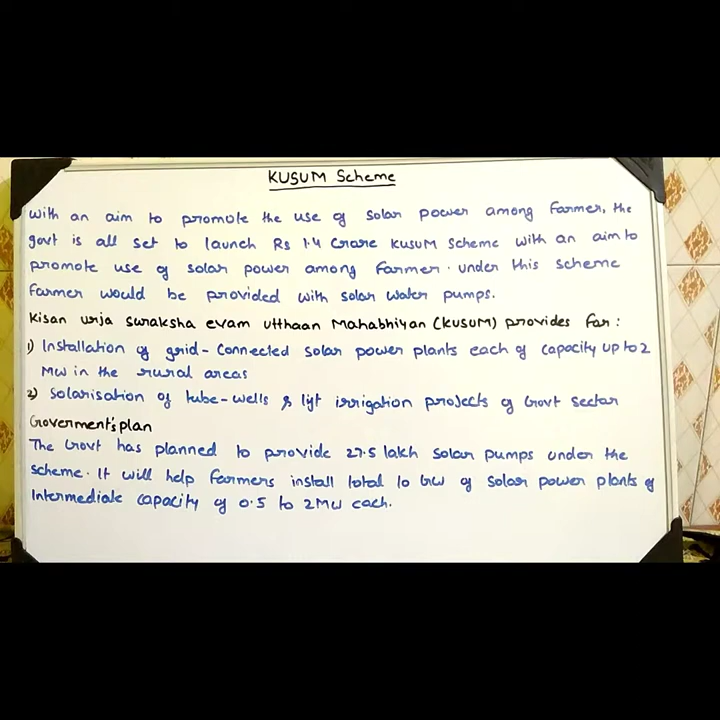 KUSUM Scheme
With an aim to promote the use of solar power among farmer, the
govt is all set to launch Rs 1.4 Crare KUSUM Scheme with an aim to
promote use of solar power among farmer. under this scheme
farmer would be provided with solar water pumps.
Kisan urja suraksha evam utthaan Mahabhiyan (KUSUM) provides for:
1) Installation of grid-Connected solar power plants each of capacity up to 2
MW in the rural areas
2) Solarisation of tube-wells & lift irrigation projects of Govt sector
Goverment's plan
The Govt has planned to provide 27.5 lakh solar pumps under the
scheme. It will help farmers install total 10 GW of solar power plants of
Intermediate capacity of 0.5 to 2MW each.